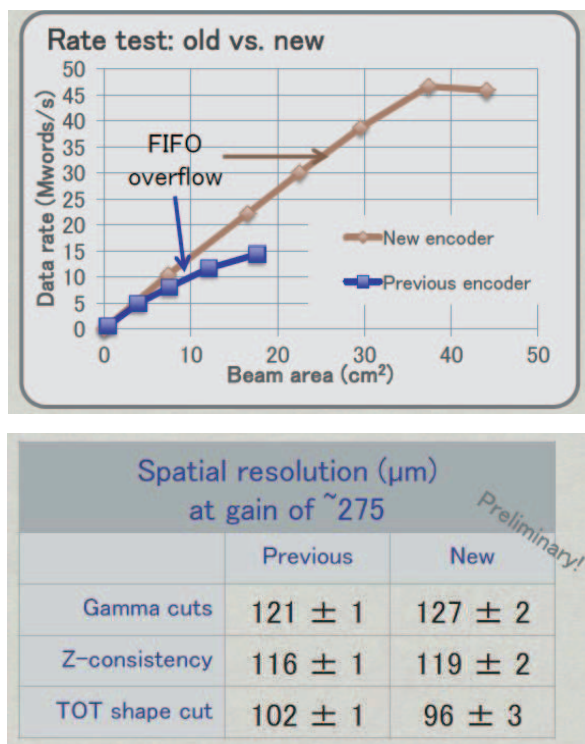 Rate test: old vs. new
Data rate (Mwords/s)
50
45
40
35
30
25
20
15
10
5
0
FIFO
overflow
New encoder
Previous encoder
0 10 20 30 40 50
Beam area (cm²)
Spatial resolution (μm)
at gain of ~275
Preliminary!
Previous New
Gamma cuts 121 ± 1 127 ± 2
Z-consistency 116 ± 1 119 ± 2
TOT shape cut 102 ± 1 96 ± 3